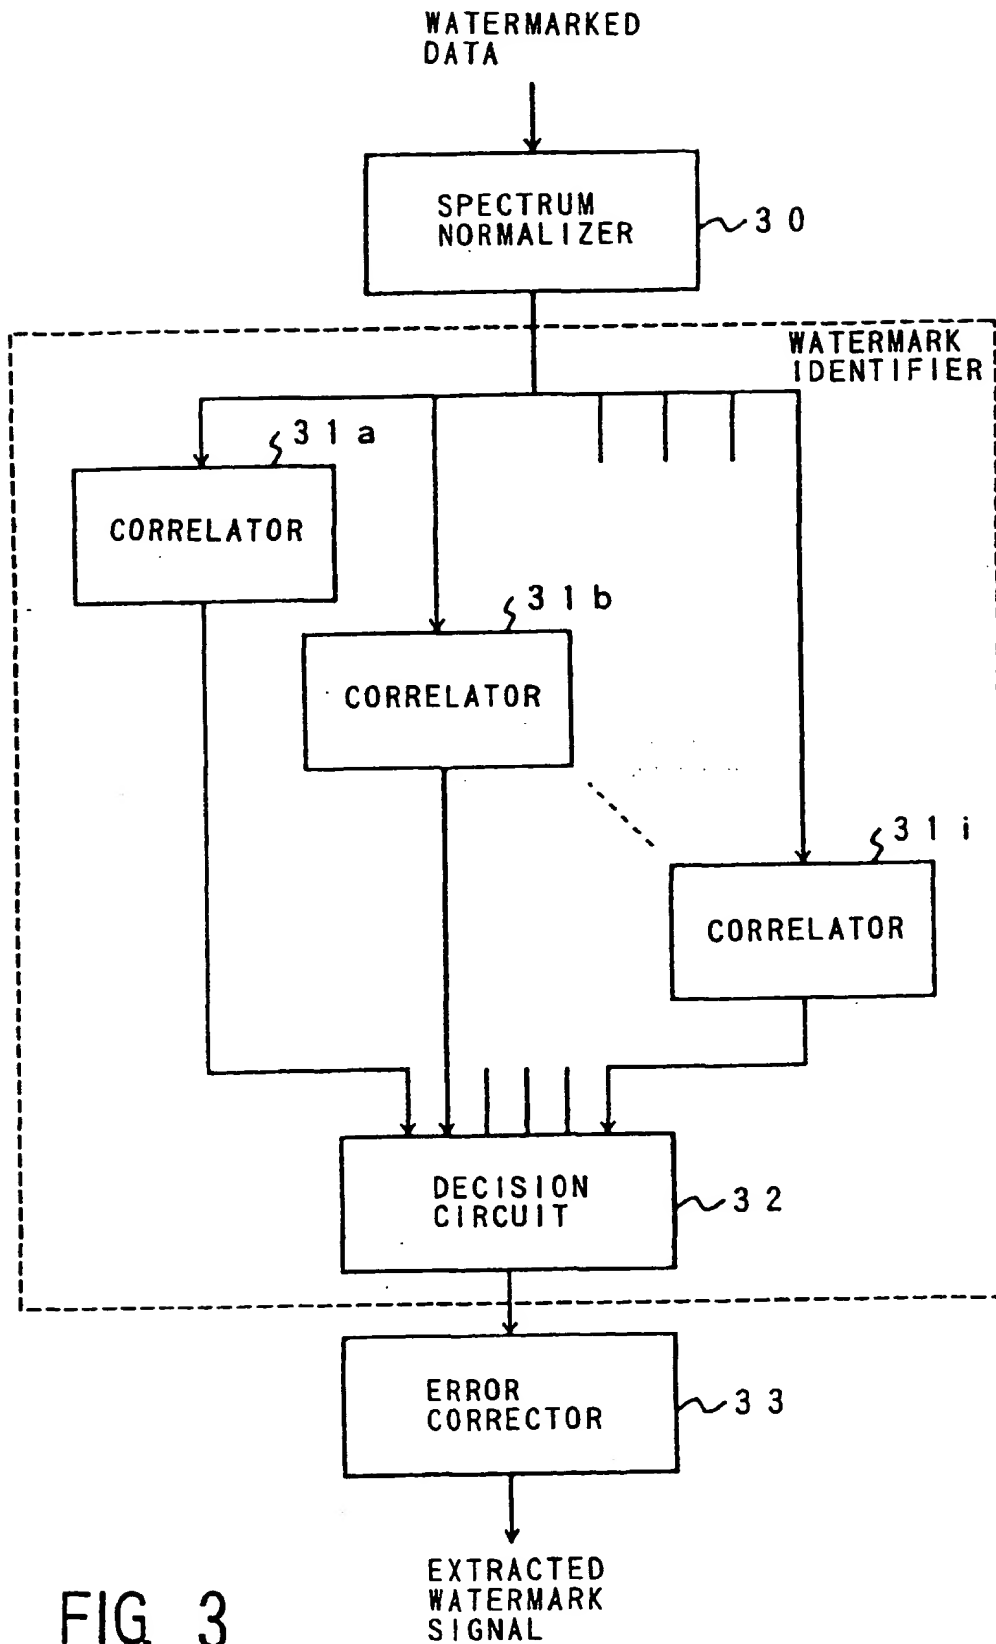 WATERMARKED
DATA
SPECTRUM
NORMALIZER
30
WATERMARK
IDENTIFIER
31a
CORRELATOR
31b
CORRELATOR
31i
CORRELATOR
DECISION
CIRCUIT
32
ERROR
CORRECTOR
33
EXTRACTED
WATERMARK
SIGNAL
FIG. 3